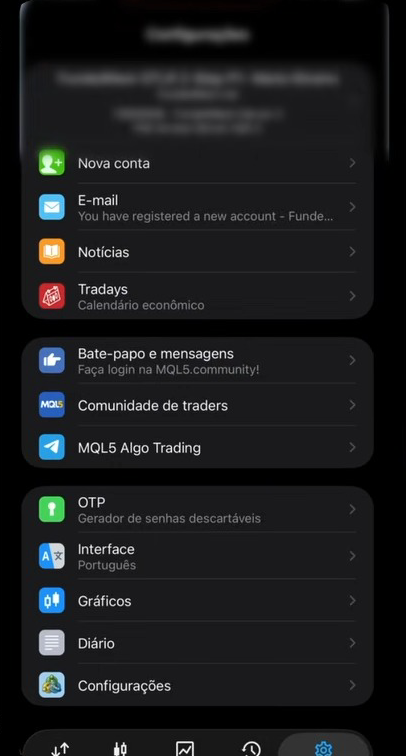 Configurações
Nova conta
E-mail
You have registered a new account - Funde...
Notícias
Tradays
Calendário econômico
Bate-papo e mensagens
Faça login na MQL5.community!
MQL5
Comunidade de traders
MQL5 Algo Trading
OTP
Gerador de senhas descartáveis
A 文
Interface
Português
Gráficos
Diário
Configurações